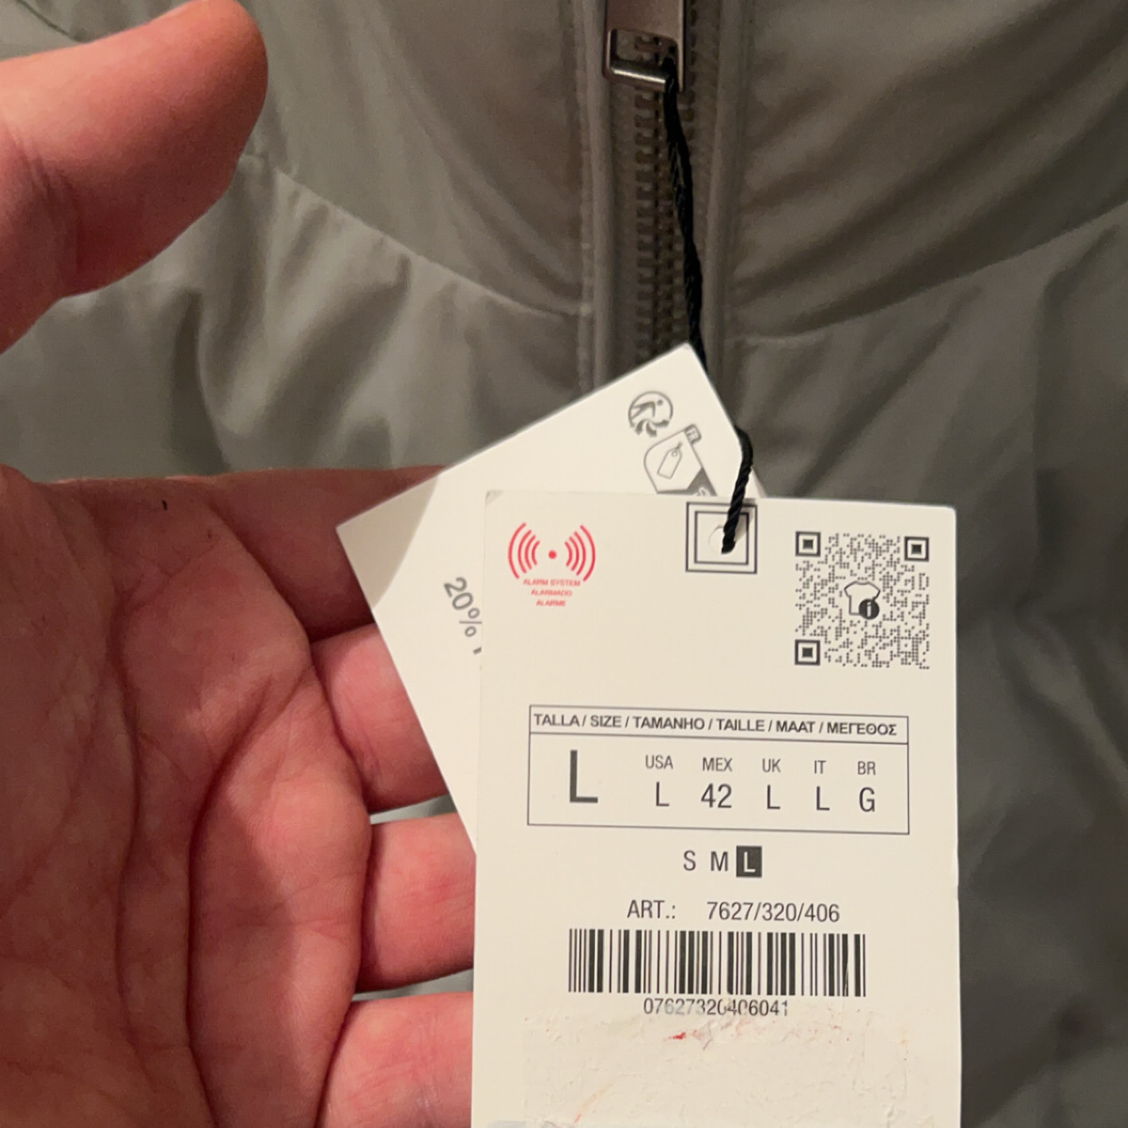 20%
ALARM SYSTEM
ALARMADO
ALARME
TALLA / SIZE / TAMANHO / TAILLE / MAAT / ΜΕΓΕΘΟΣ
L
USA MEX UK IT BR
L 42 L L G
S M L
ART.: 7627/320/406
07627320406041